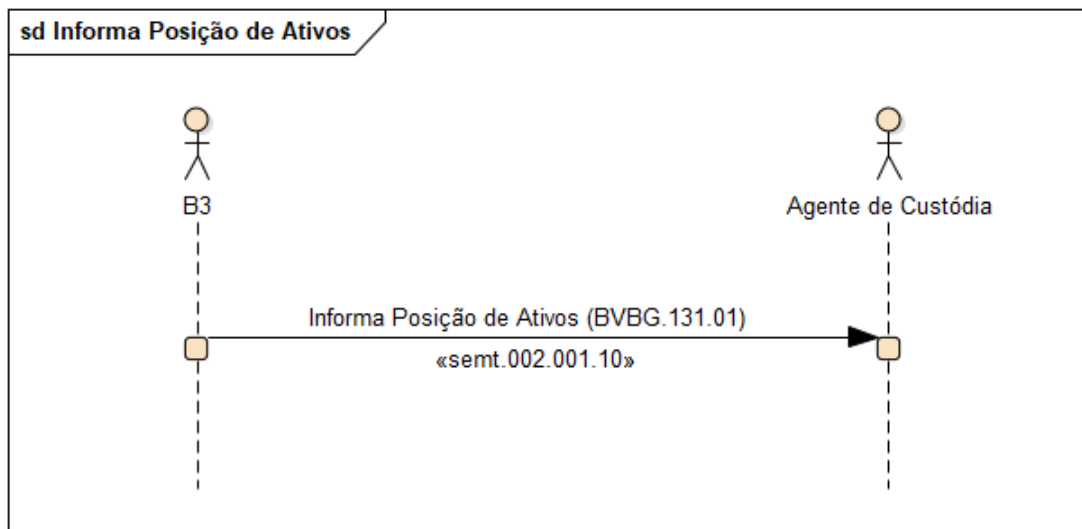 sd Informa Posição de Ativos
B3
Agente de Custódia
Informa Posição de Ativos (BVBG.131.01)
«semt.002.001.10»